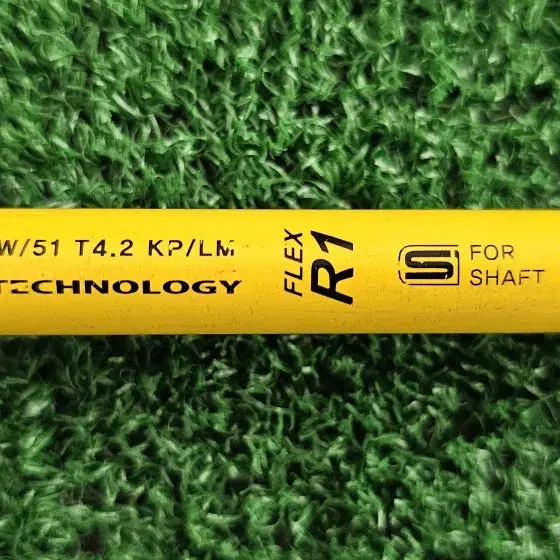 W/51 T4.2 KP/LM
TECHNOLOGY
FLEX
R1
S
FOR
SHAFT